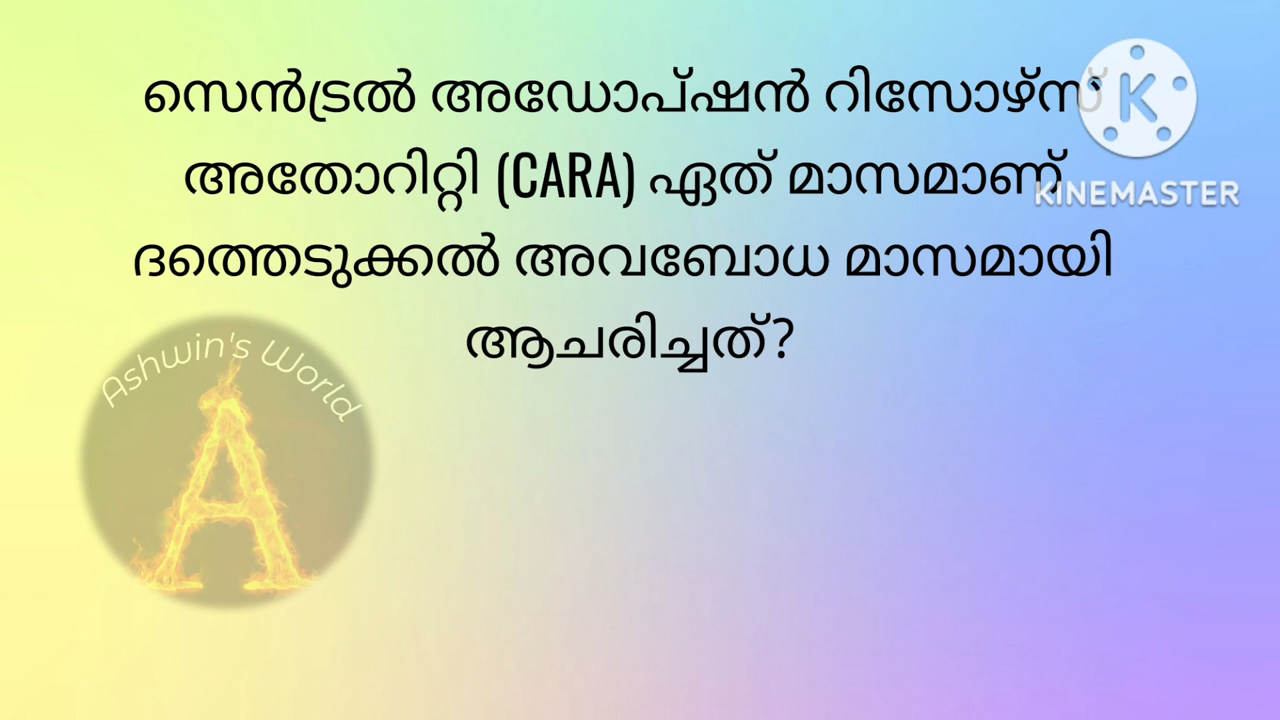 സെൻട്രൽ അഡോപ്ഷൻ റിസോഴ്സ്
അതോറിറ്റി (CARA) ഏത് മാസമാണ്
ദത്തെടുക്കൽ അവബോധ മാസമായി
ആചരിച്ചത്?
K
KINEMASTER
Ashwin's World
A